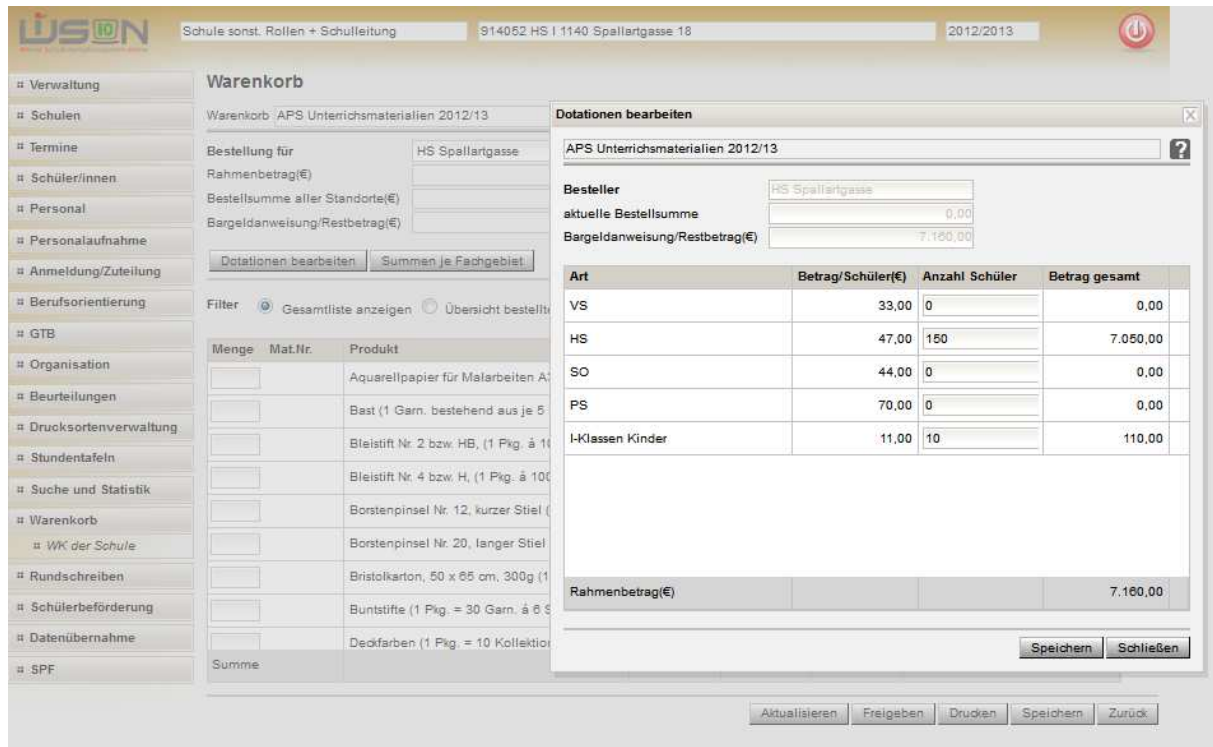 WiSiON
Schule sonst. Rollen + Schulleitung 914052 HS I 1140 Spallartgasse 18 2012/2013
Verwaltung
Schulen
Termine
Schüler/innen
Personal
Personalaufnahme
Anmeldung/Zuteilung
Berufsorientierung
GTB
Organisation
Beurteilungen
Drucksortenverwaltung
Stundentafeln
Suche und Statistik
Warenkorb
WK der Schule
Rundschreiben
Schülerbeförderung
Datenübernahme
SPF
Warenkorb
Warenkorb APS Unterrichsmaterialien 2012/13
Bestellung für HS Spallartgasse
Rahmenbetrag(€)
Bestellsumme aller Standorte(€)
Bargeldanweisung/Restbetrag(€)
Dotationen bearbeiten Summen je Fachgebiet
Filter Gesamtliste anzeigen Übersicht bestellte
Menge Mat.Nr. Produkt
Aquarellpapier für Malarbeiten A
Bast (1 Garn. bestehend aus je 5
Bleistift Nr. 2 bzw. HB, (1 Pkg. á 10
Bleistift Nr. 4 bzw. H, (1 Pkg. á 100
Borstenpinsel Nr. 12, kurzer Stiel (
Borstenpinsel Nr. 20, langer Stiel
Bristolkarton, 50 x 65 cm, 300g (1
Buntstifte (1 Pkg. = 30 Garn. á 6 S
Deckfarben (1 Pkg. = 10 Kollektion
Summe
Dotationen bearbeiten
APS Unterrichsmaterialien 2012/13 ?
Besteller HS Spallartgasse
aktuelle Bestellsumme 0,00
Bargeldanweisung/Restbetrag(€) 7.160,00
Art Betrag/Schüler(€) Anzahl Schüler Betrag gesamt
VS 33,00 0 0,00
HS 47,00 150 7.050,00
SO 44,00 0 0,00
PS 70,00 0 0,00
I-Klassen Kinder 11,00 10 110,00
Rahmenbetrag(€) 7.160,00
Speichern Schließen
Aktualisieren Freigeben Drucken Speichern Zurück